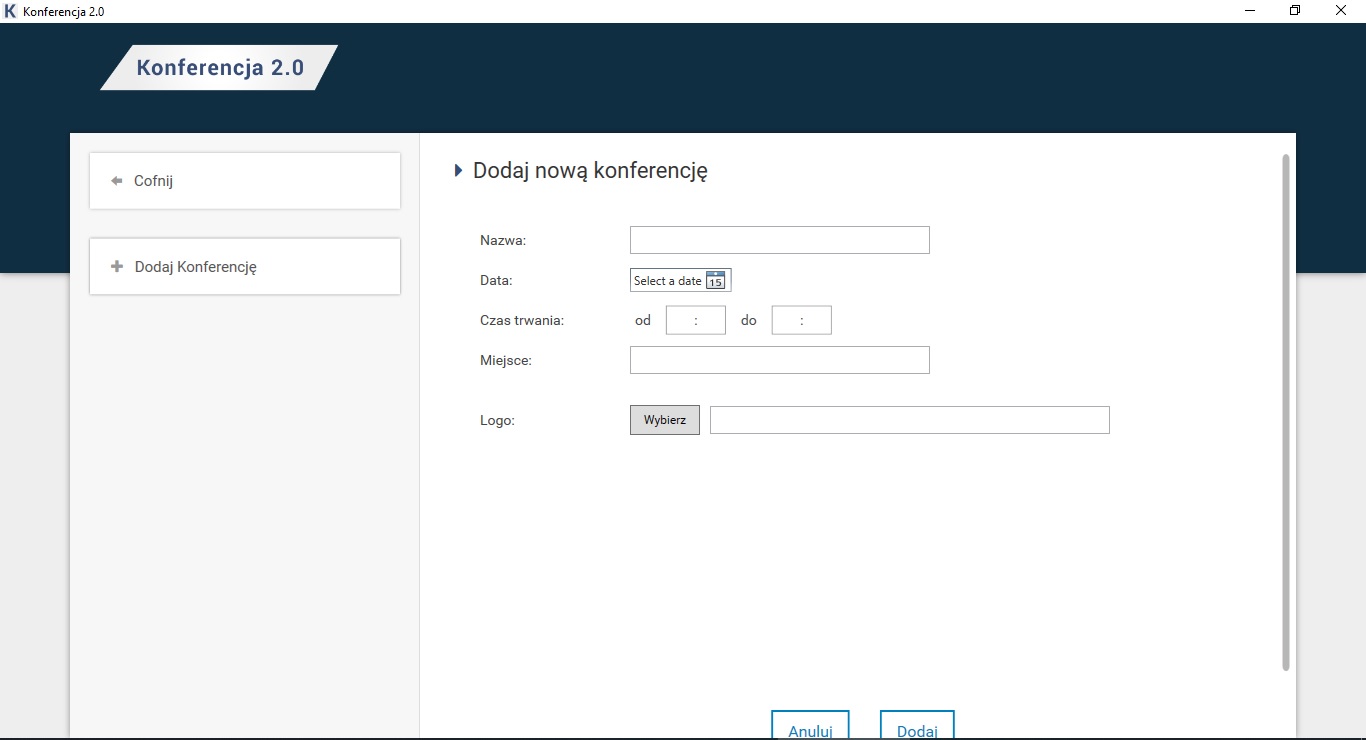 Konferencja 2.0
Konferencja 2.0
Cofnij
Dodaj Konferencję
Dodaj nową konferencję
Nazwa:
Data: Select a date 15
Czas trwania: od : do :
Miejsce:
Logo: Wybierz
Anuluj Dodaj